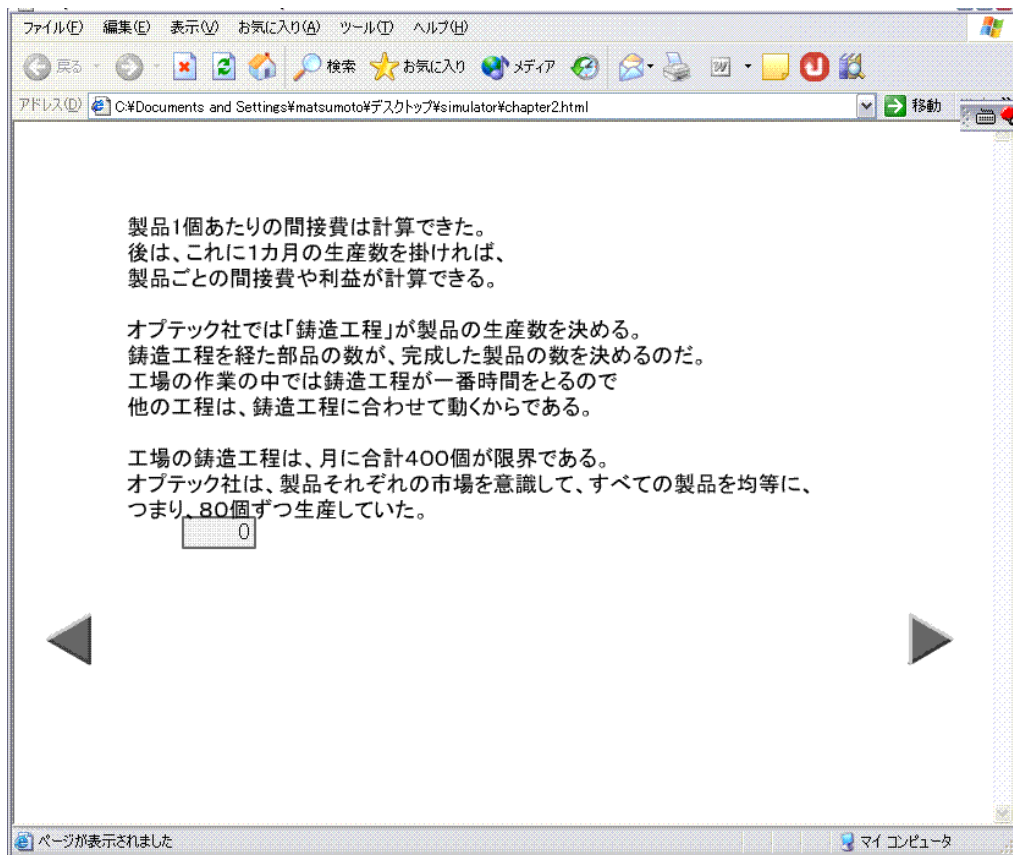 ファイル(F) 編集(E) 表示(V) お気に入り(A) ツール(T) ヘルプ(H)
戻る 検索 お気に入り メディア
アドレス(D) C:¥Documents and Settings¥matsumoto¥デスクトップ¥simulator¥chapter2.html 移動
製品1個あたりの間接費は計算できた。
後は、これに1カ月の生産数を掛ければ、
製品ごとの間接費や利益が計算できる。
オプテック社では「鋳造工程」が製品の生産数を決める。
鋳造工程を経た部品の数が、完成した製品の数を決めるのだ。
工場の作業の中では鋳造工程が一番時間をとるので
他の工程は、鋳造工程に合わせて動くからである。
工場の鋳造工程は、月に合計400個が限界である。
オプテック社は、製品それぞれの市場を意識して、すべての製品を均等に、
つまり、80個ずつ生産していた。
0
ページが表示されました マイ コンピュータ